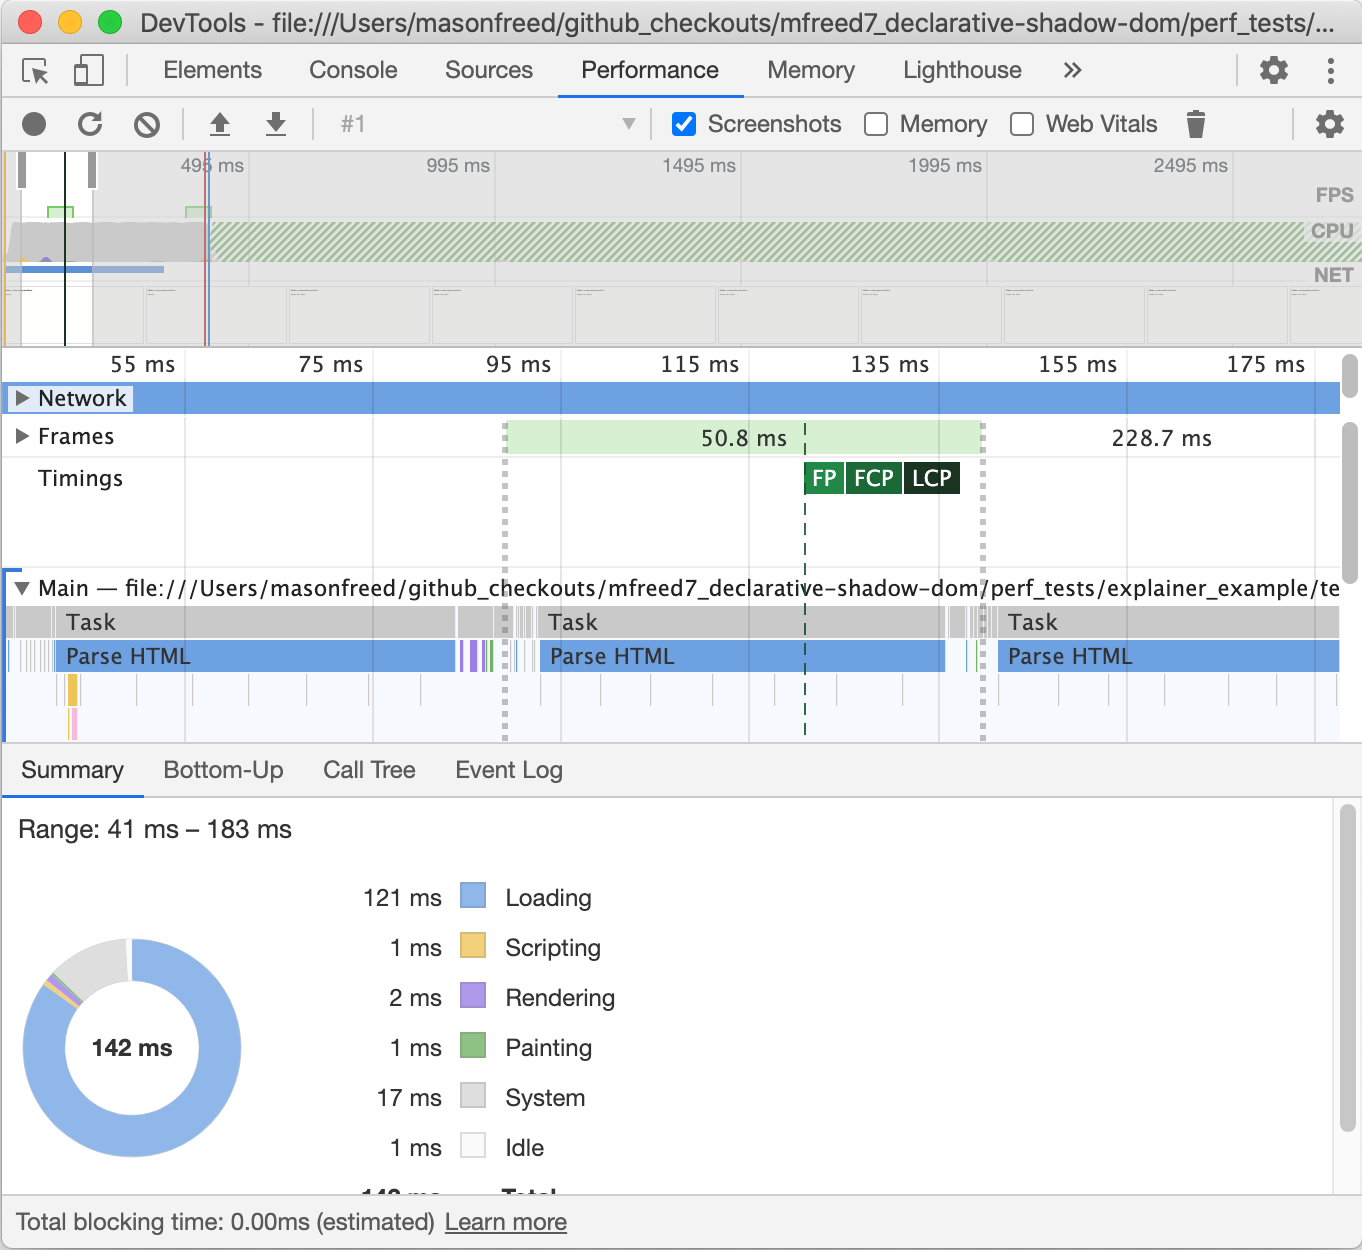 DevTools - file:///Users/masonfreed/github_checkouts/mfreed7_declarative-shadow-dom/perf_tests/...
Elements Console Sources Performance Memory Lighthouse »
#1 Screenshots Memory Web Vitals
495 ms 995 ms 1495 ms 1995 ms 2495 ms
FPS
CPU
NET
55 ms 75 ms 95 ms 115 ms 135 ms 155 ms 175 ms
Network
Frames 50.8 ms 228.7 ms
Timings FP FCP LCP
Main — file:///Users/masonfreed/github_checkouts/mfreed7_declarative-shadow-dom/perf_tests/explainer_example/te
Task Task Task
Parse HTML Parse HTML Parse HTML
Summary Bottom-Up Call Tree Event Log
Range: 41 ms – 183 ms
121 ms Loading
1 ms Scripting
2 ms Rendering
142 ms
1 ms Painting
17 ms System
1 ms Idle
142 ms Total
Total blocking time: 0.00ms (estimated) Learn more